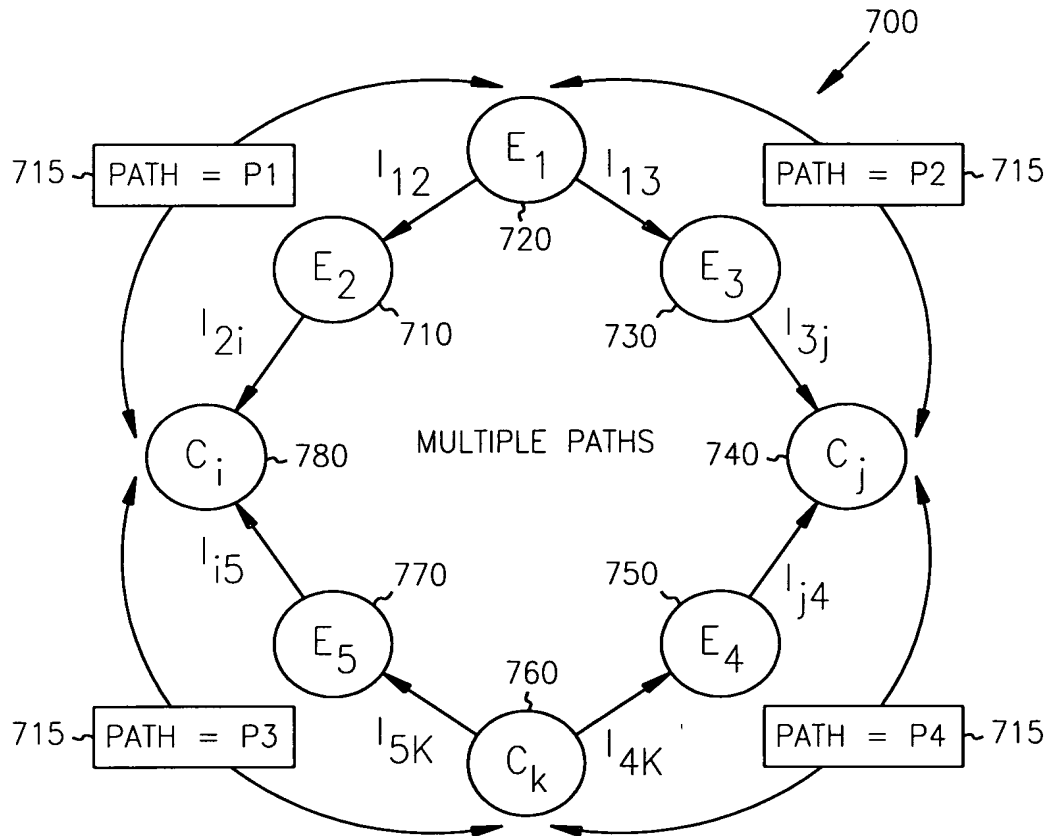 700
E1
I12
I13
715 PATH = P1
PATH = P2 715
720
E2
E3
710
730
I2i
I3j
Ci
780
MULTIPLE PATHS
740
Cj
Ii5
770
750
Ij4
E5
E4
760
715 PATH = P3
PATH = P4 715
I5K
I4K
Ck